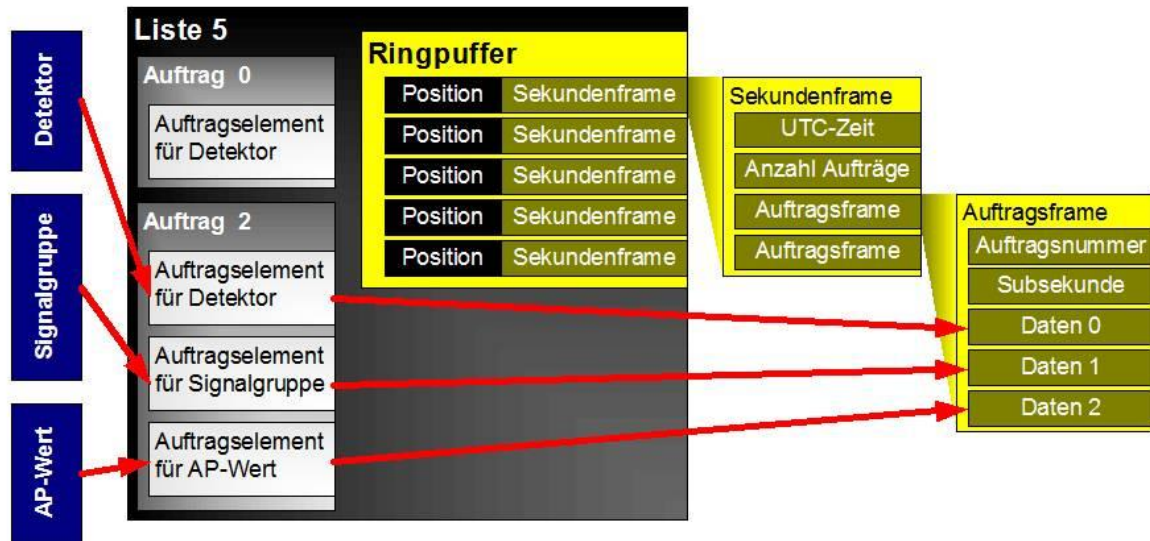 Detektor
Signalgruppe
AP-Wert
Liste 5
Auftrag 0
Auftragselement
für Detektor
Auftrag 2
Auftragselement
für Detektor
Auftragselement
für Signalgruppe
Auftragselement
für AP-Wert
Ringpuffer
Position Sekundenframe
Position Sekundenframe
Position Sekundenframe
Position Sekundenframe
Position Sekundenframe
Sekundenframe
UTC-Zeit
Anzahl Aufträge
Auftragsframe
Auftragsframe
Auftragsframe
Auftragsnummer
Subsekunde
Daten 0
Daten 1
Daten 2